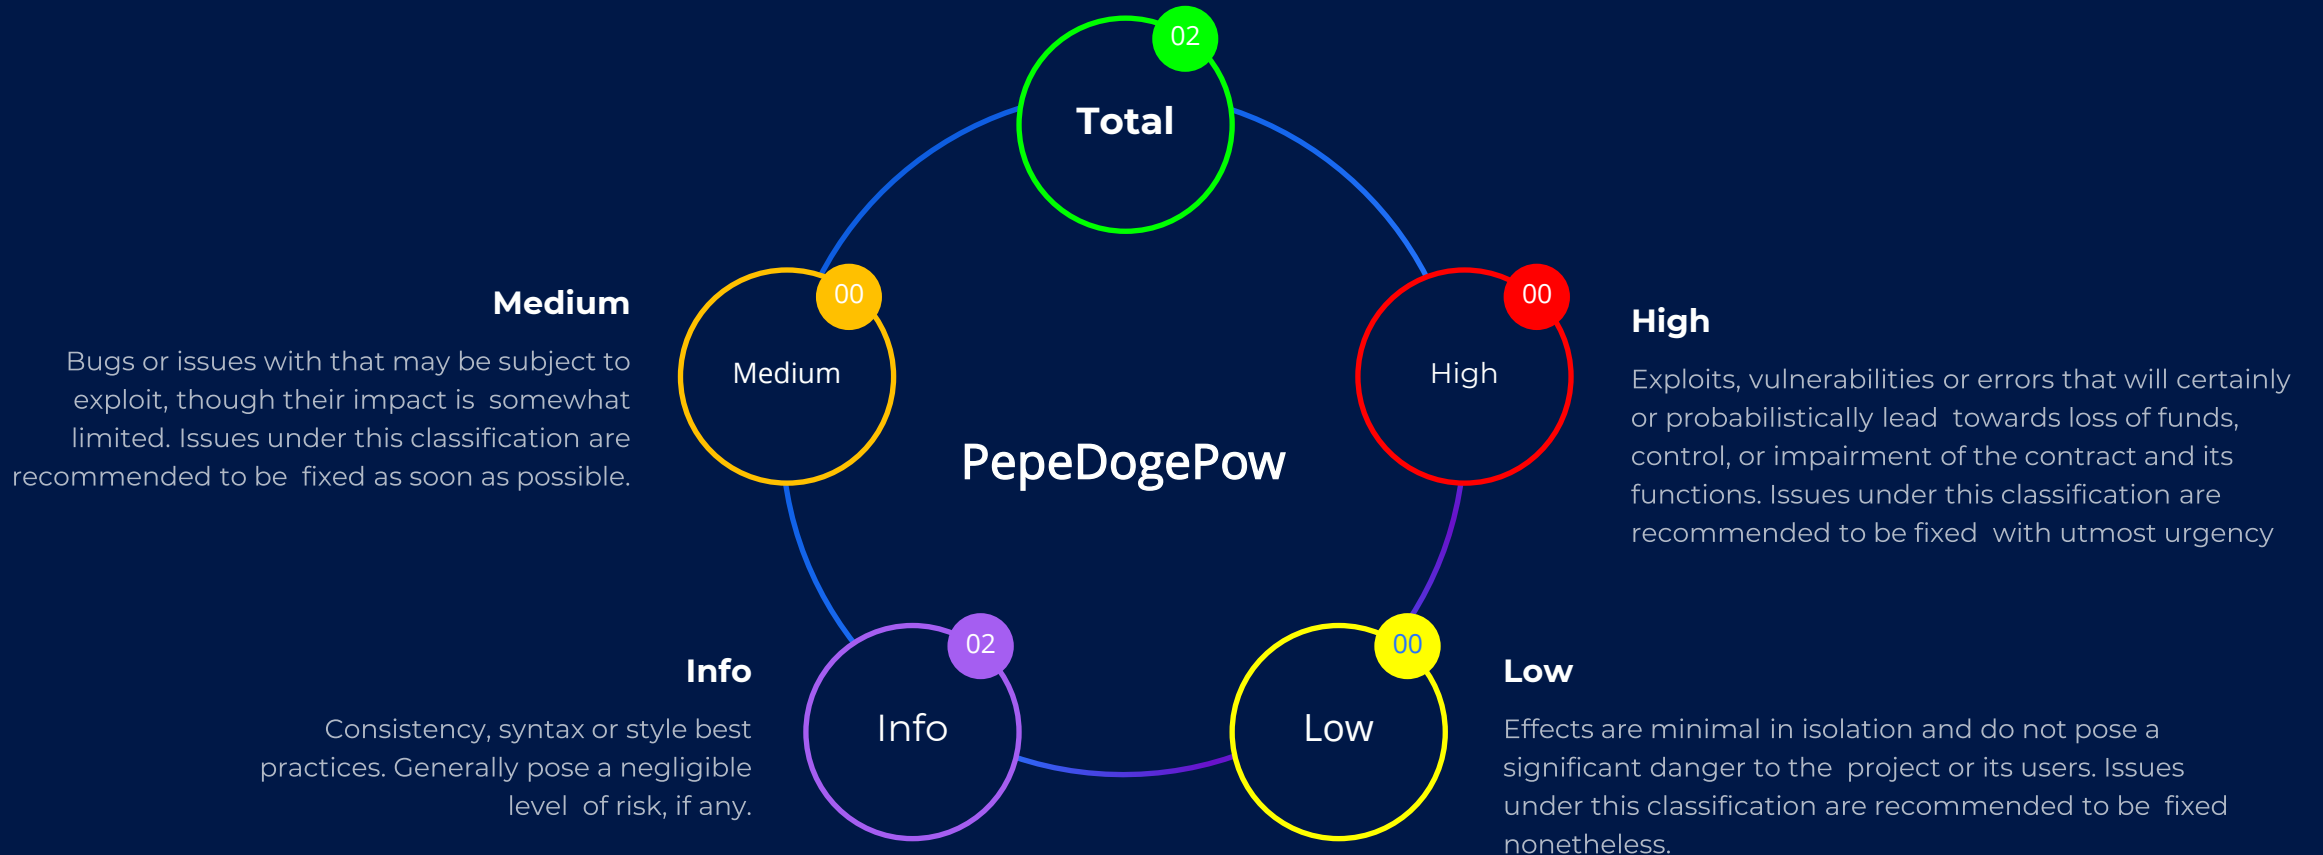 02
Total
00
Medium
00
High
Medium
Bugs or issues with that may be subject to
exploit, though their impact is somewhat
limited. Issues under this classification are
recommended to be fixed as soon as possible.
High
Exploits, vulnerabilities or errors that will certainly
or probabilistically lead towards loss of funds,
control, or impairment of the contract and its
functions. Issues under this classification are
recommended to be fixed with utmost urgency
PepeDogePow
02
Info
00
Low
Info
Consistency, syntax or style best
practices. Generally pose a negligible
level of risk, if any.
Low
Effects are minimal in isolation and do not pose a
significant danger to the project or its users. Issues
under this classification are recommended to be fixed
nonetheless.